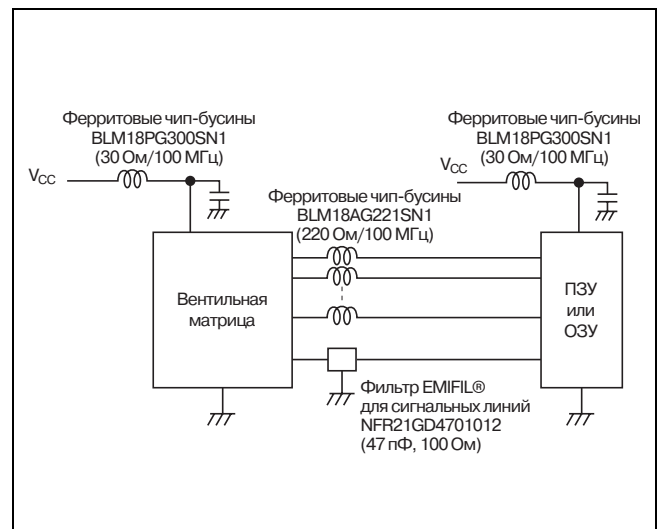 Ферритовые чип-бусины
BLM18PG300SN1
(30 Ом/100 МГц)
VCC
Ферритовые чип-бусины
BLM18PG300SN1
(30 Ом/100 МГц)
VCC
Ферритовые чип-бусины
BLM18AG221SN1
(220 Ом/100 МГц)
Вентильная
матрица
ПЗУ
или
ОЗУ
Фильтр EMIFIL®
для сигнальных линий
NFR21GD4701012
(47 пФ, 100 Ом)